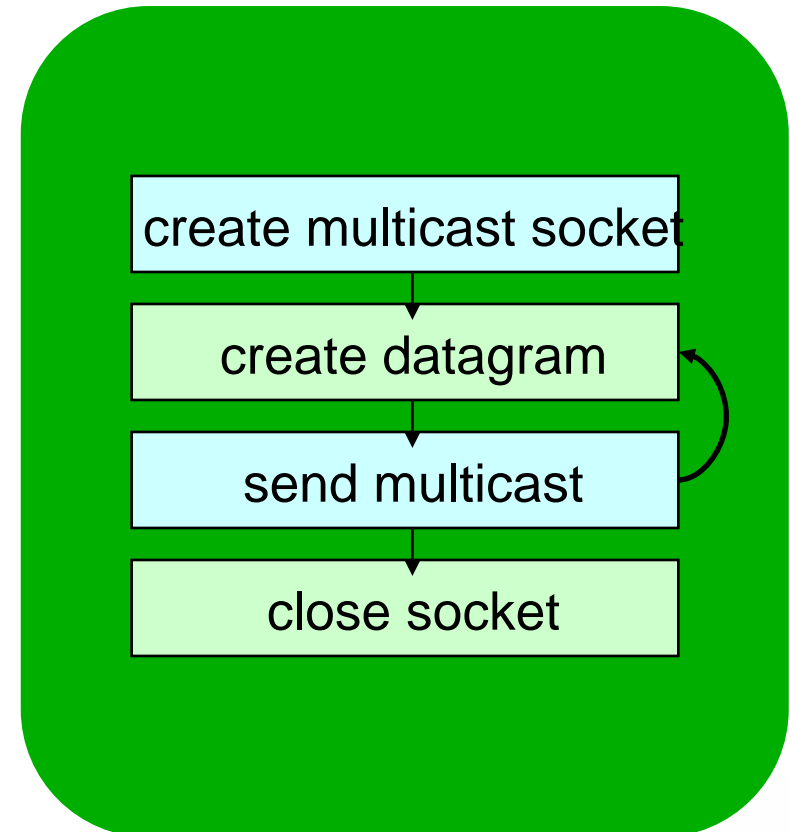 create multicast socket
create datagram
send multicast
close socket